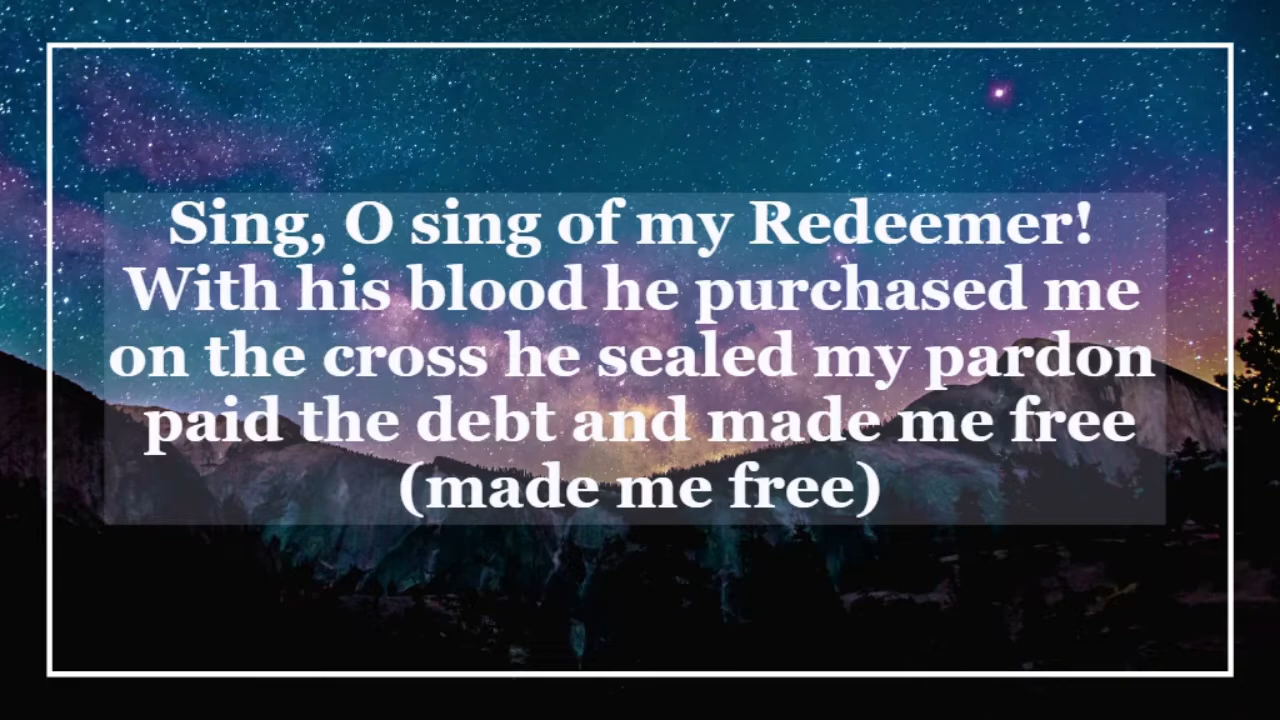 Sing, O sing of my Redeemer!
With his blood he purchased me
on the cross he sealed my pardon
paid the debt and made me free
(made me free)